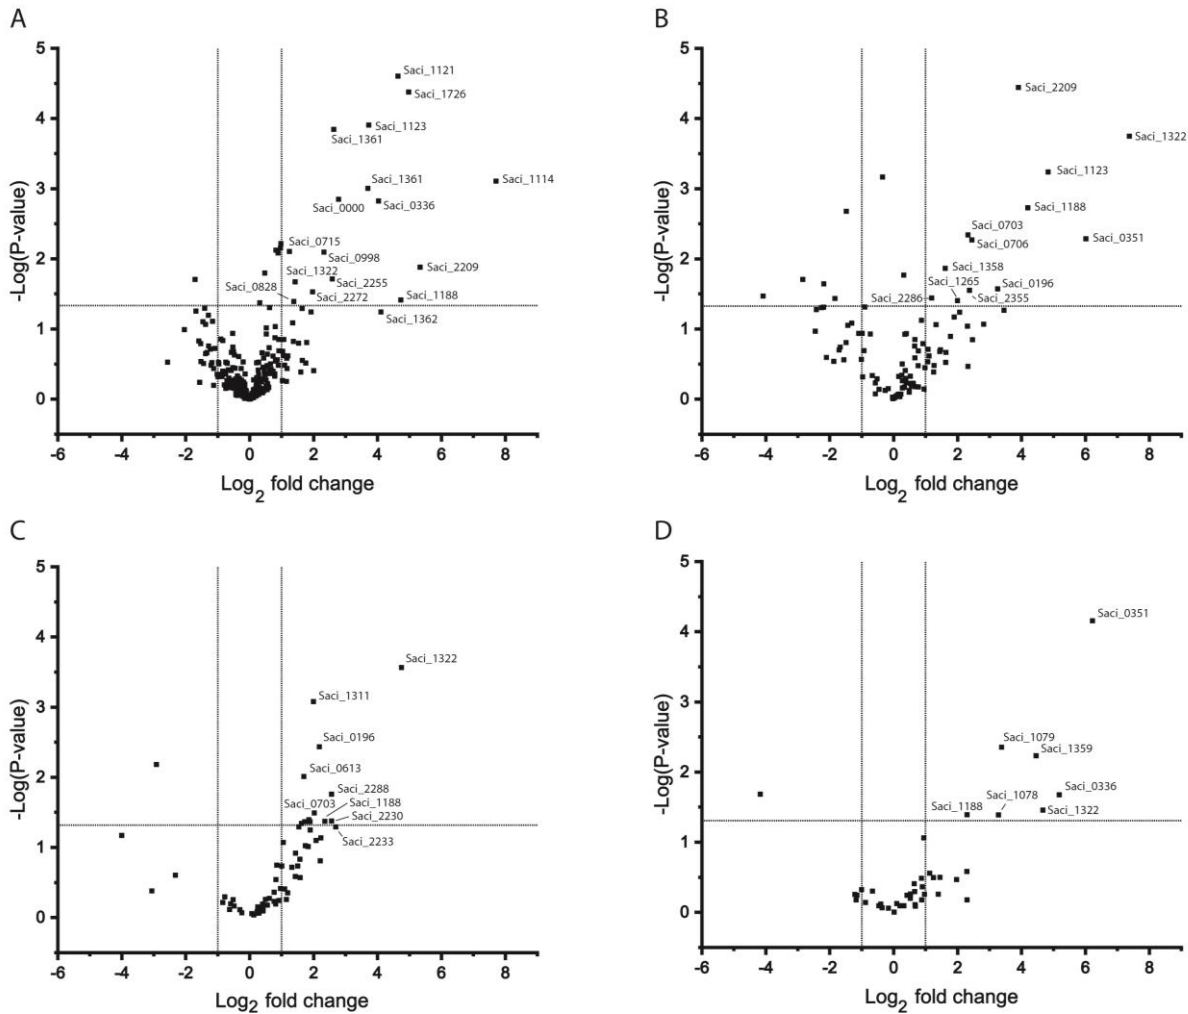 A
5
4
3
2
1
0
-Log(P-value)
-6 -4 -2 0 2 4 6 8
Log2 fold change
Saci_1121
Saci_1726
Saci_1123
Saci_1361
Saci_1361
Saci_1114
Saci_0000
Saci_0336
Saci_0715
Saci_0998
Saci_2209
Saci_1322
Saci_2255
Saci_0828
Saci_2272
Saci_1188
Saci_1362
B
5
4
3
2
1
0
-Log(P-value)
-6 -4 -2 0 2 4 6 8
Log2 fold change
Saci_2209
Saci_1322
Saci_1123
Saci_1188
Saci_0703
Saci_0706
Saci_0351
Saci_1358
Saci_1265
Saci_0196
Saci_2286
Saci_2355
C
5
4
3
2
1
0
-Log(P-value)
-6 -4 -2 0 2 4 6 8
Log2 fold change
Saci_1322
Saci_1311
Saci_0196
Saci_0613
Saci_2288
Saci_0703
Saci_1188
Saci_2230
Saci_2233
D
5
4
3
2
1
0
-Log(P-value)
-6 -4 -2 0 2 4 6 8
Log2 fold change
Saci_0351
Saci_1079
Saci_1359
Saci_0336
Saci_1078
Saci_1188
Saci_1322